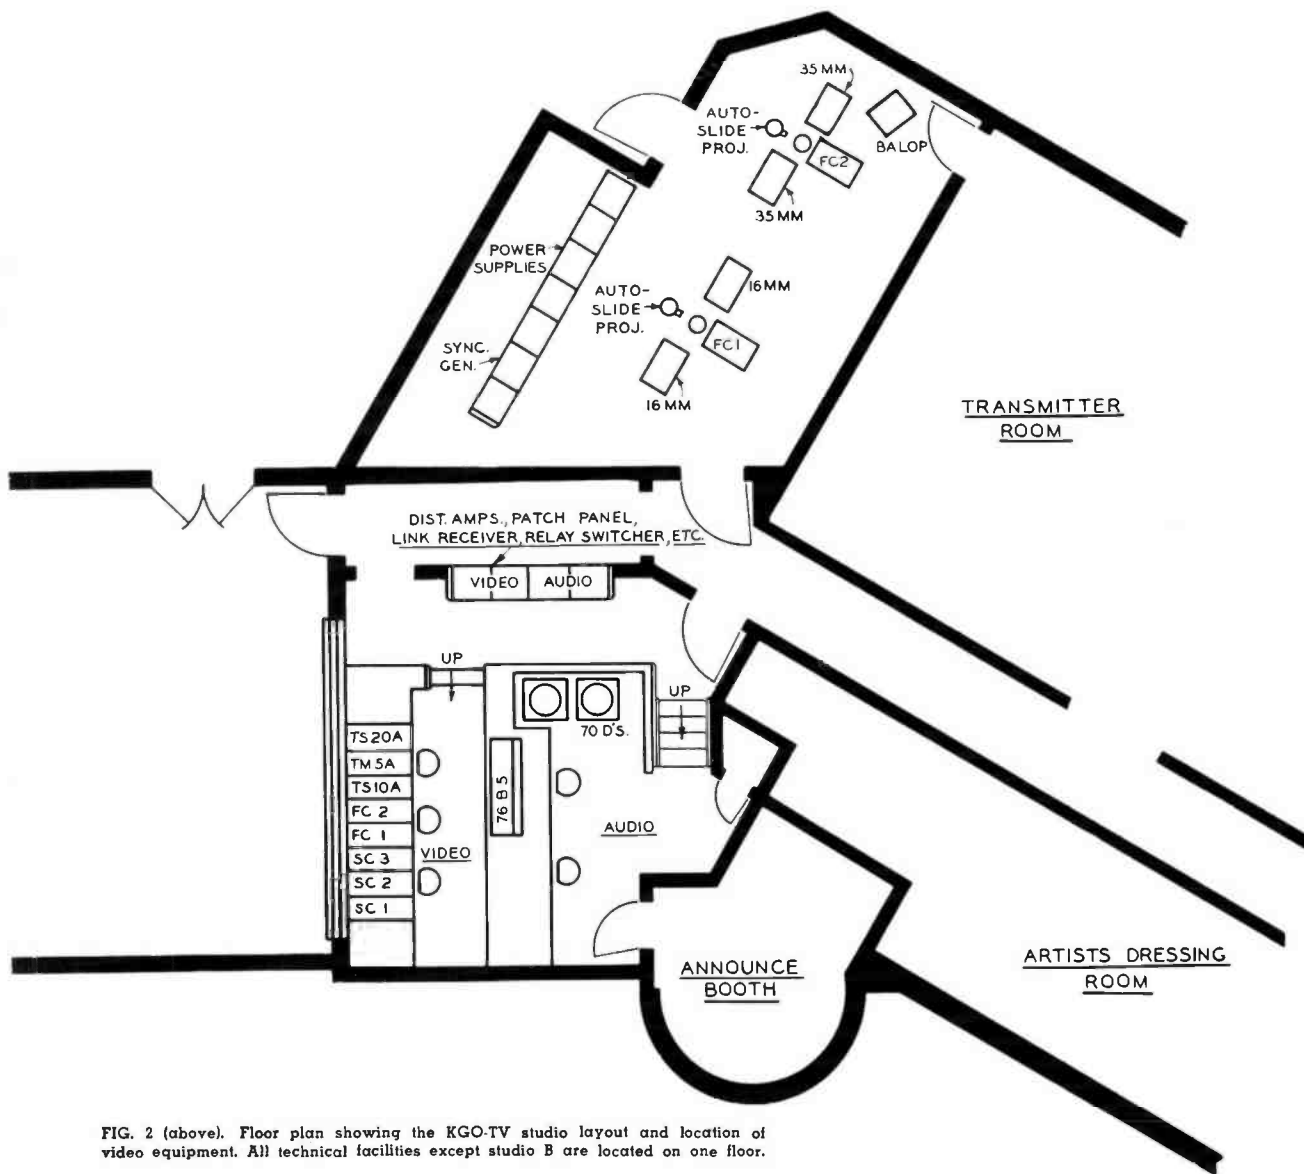 35 MM
AUTO-
SLIDE
PROJ.
BALOP
FC2
35 MM
POWER
SUPPLIES
16 MM
AUTO-
SLIDE
PROJ.
FC1
SYNC.
GEN.
16 MM
TRANSMITTER
ROOM
DIST. AMPS., PATCH PANEL,
LINK RECEIVER, RELAY SWITCHER, ETC.
VIDEO
AUDIO
UP
UP
70 D'S.
TS20A
TM5A
TS10A
FC 2
FC 1
SC 3
SC 2
SC 1
76 B 5
VIDEO
AUDIO
ANNOUNCE
BOOTH
ARTISTS DRESSING
ROOM
FIG. 2 (above). Floor plan showing the KGO-TV studio layout and location of
video equipment. All technical facilities except studio B are located on one floor.